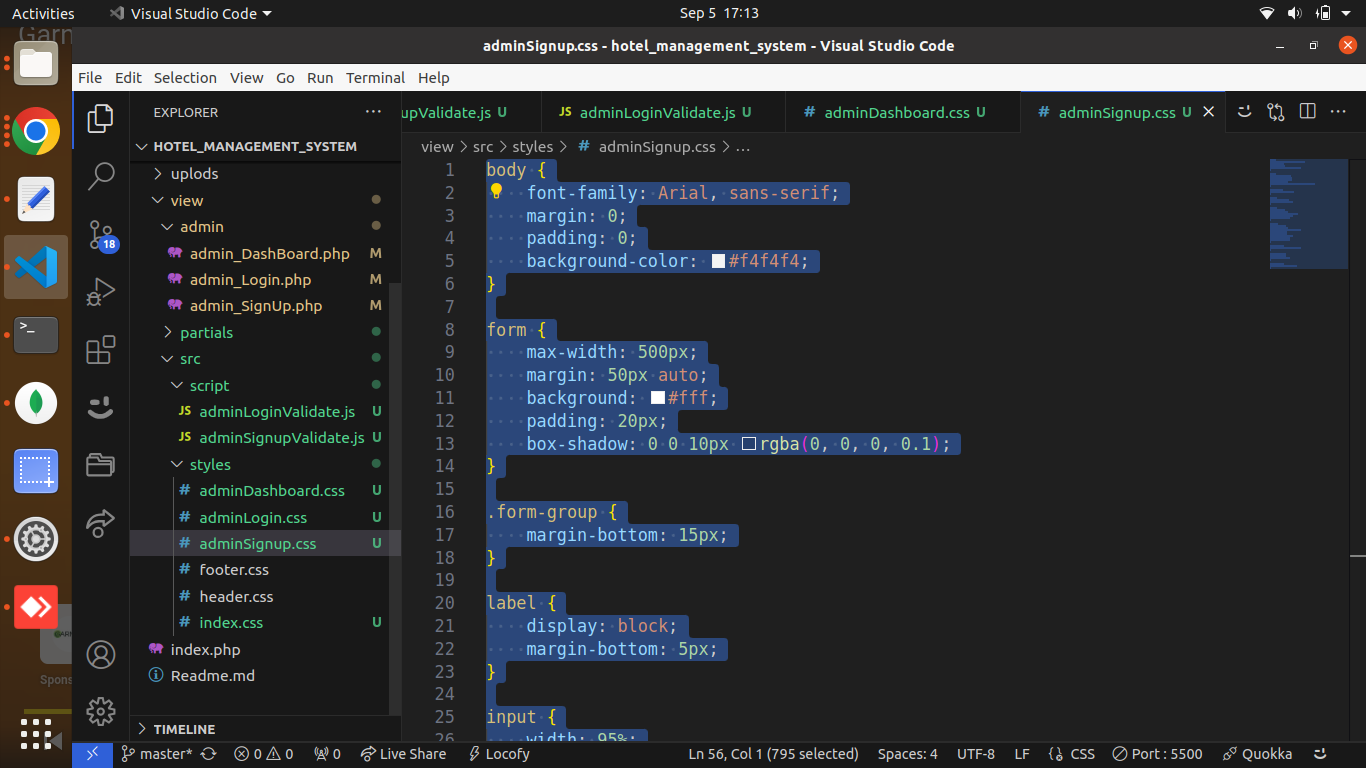 Activities
Visual Studio Code
Sep 5 17:13
Garn
adminSignup.css - hotel_management_system - Visual Studio Code
File Edit Selection View Go Run Terminal Help
EXPLORER
upValidate.js U
JS adminLoginValidate.js U
# adminDashboard.css U
# adminSignup.css U
HOTEL_MANAGEMENT_SYSTEM
view > src > styles > # adminSignup.css > ...
uplods
view
admin
admin_DashBoard.php M
admin_Login.php M
admin_SignUp.php M
partials
src
script
JS adminLoginValidate.js U
JS adminSignupValidate.js U
styles
# adminDashboard.css U
# adminLogin.css U
# adminSignup.css U
# footer.css
# header.css
# index.css U
index.php
Readme.md
TIMELINE
18
>_
GARN
Spons
1 body {
2 font-family: Arial, sans-serif;
3 margin: 0;
4 padding: 0;
5 background-color: #f4f4f4;
6 }
7
8 form {
9 max-width: 500px;
10 margin: 50px auto;
11 background: #fff;
12 padding: 20px;
13 box-shadow: 0 0 10px rgba(0, 0, 0, 0.1);
14 }
15
16 .form-group {
17 margin-bottom: 15px;
18 }
19
20 label {
21 display: block;
22 margin-bottom: 5px;
23 }
24
25 input {
26 width: 95%;
master* 0 0 0 Live Share Locofy Ln 56, Col 1 (795 selected) Spaces: 4 UTF-8 LF {} CSS Port : 5500 Quokka